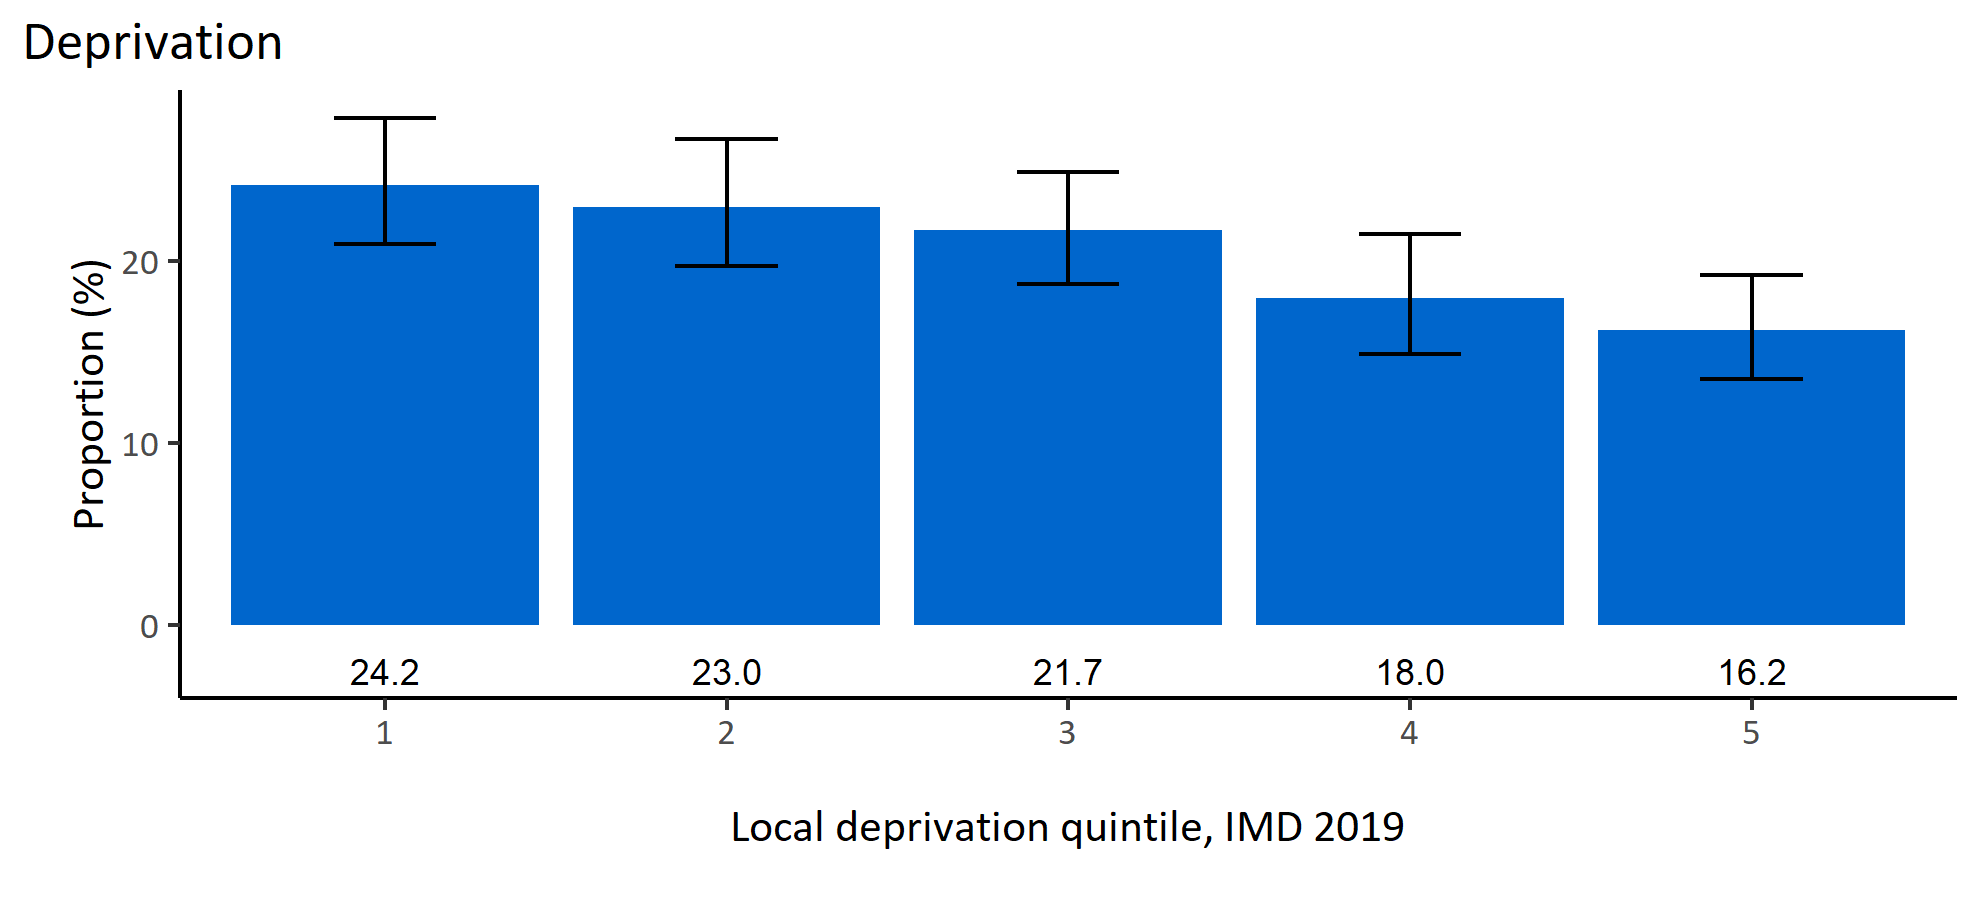 Deprivation
Proportion (%)
20
10
0
24.2 23.0 21.7 18.0 16.2
1 2 3 4 5
Local deprivation quintile, IMD 2019